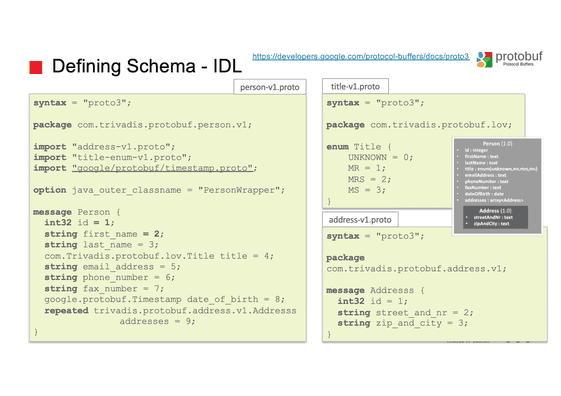 Defining Schema - IDL
https://developers.google.com/protocol-buffers/docs/proto3
protobuf
Protocol Buffers
person-v1.proto
syntax = "proto3";
package com.trivadis.protobuf.person.v1;
import "address-v1.proto";
import "title-enum-v1.proto";
import "google/protobuf/timestamp.proto";
option java_outer_classname = "PersonWrapper";
message Person {
int32 id = 1;
string first_name = 2;
string last_name = 3;
com.Trivadis.protobuf.lov.Title title = 4;
string email_address = 5;
string phone_number = 6;
string fax_number = 7;
google.protobuf.Timestamp date_of_birth = 8;
repeated trivadis.protobuf.address.v1.Addresss
addresses = 9;
}
title-v1.proto
syntax = "proto3";
package com.trivadis.protobuf.lov;
enum Title {
UNKNOWN = 0;
MR = 1;
MRS = 2;
MS = 3;
}
Person (1.0)
• id : integer
• firstName : text
• lastName : text
• title : enum(unknown,mr,mrs,ms)
• emailAddress : text
• phoneNumber : text
• faxNumber : text
• dateOfBirth : date
• addresses : array<Address>
Address (1.0)
• streetAndNr : text
• zipAndCity : text
address-v1.proto
syntax = "proto3";
package
com.trivadis.protobuf.address.v1;
message Addresss {
int32 id = 1;
string street_and_nr = 2;
string zip_and_city = 3;
}